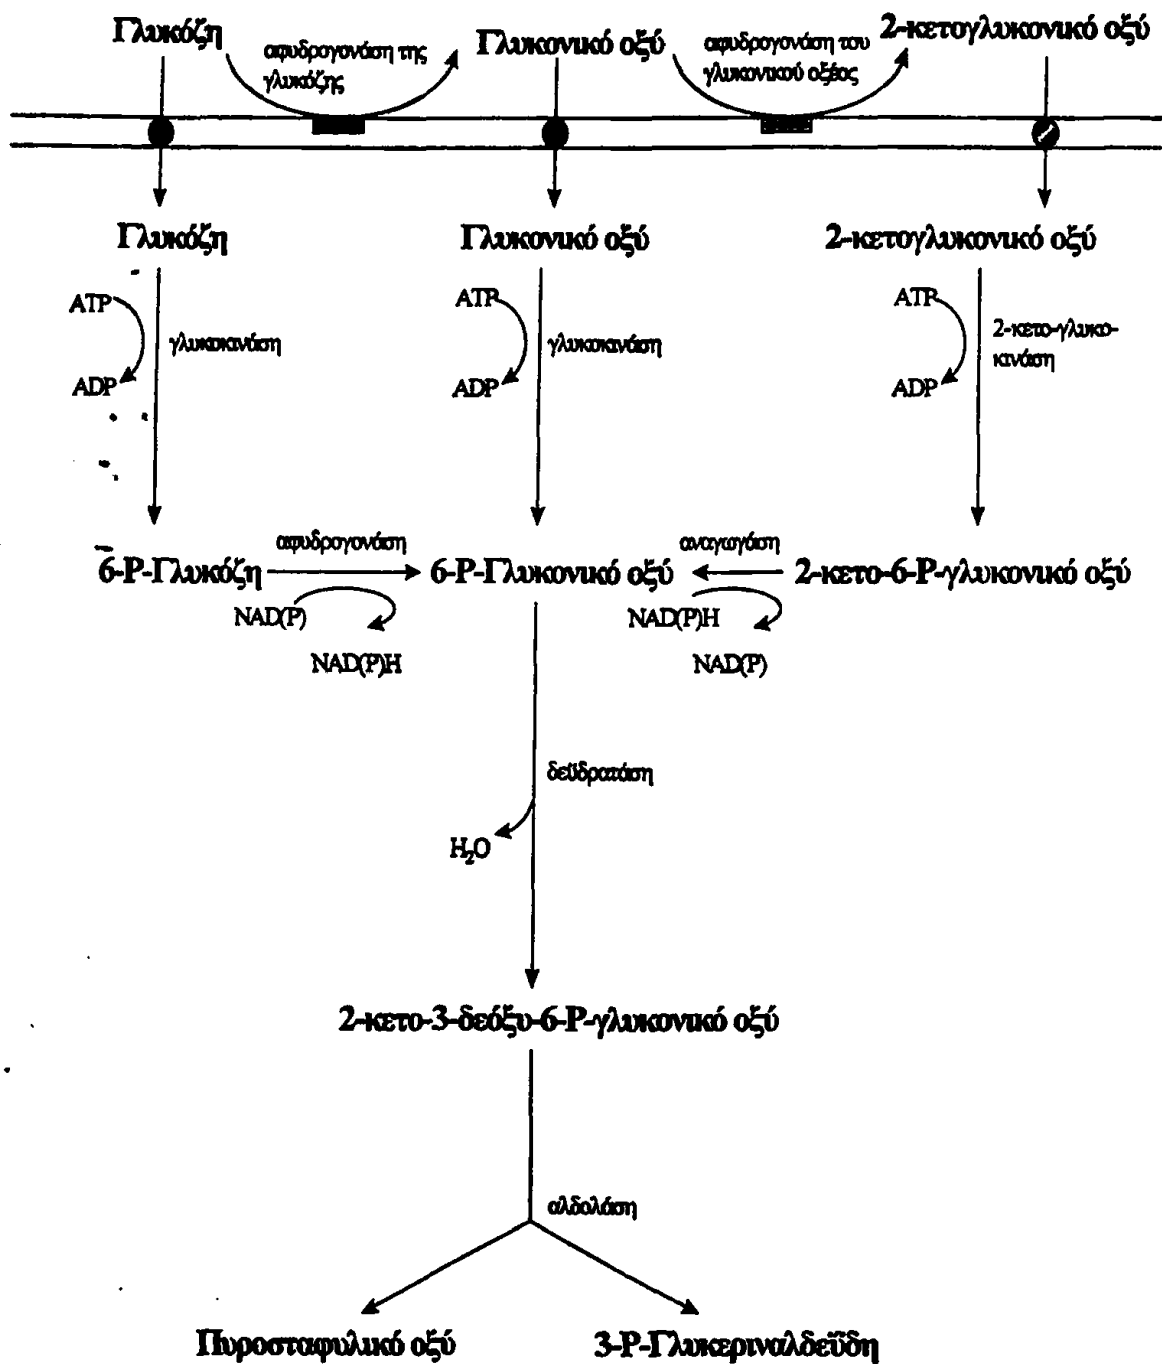 Γλυκόζη
αφυδρογονάση της
γλυκόζης
Γλυκονικό οξύ
αφυδρογονάση του
γλυκονικού οξέος
2-κετογλυκονικό οξύ
Γλυκόζη
Γλυκονικό οξύ
2-κετογλυκονικό οξύ
ATP
γλυκοκινάση
ADP
ATP
γλυκοκινάση
ADP
ATP
2-κετο-γλυκο-
κινάση
ADP
6-P-Γλυκόζη
αφυδρογονάση
NAD(P)
NAD(P)H
6-P-Γλυκονικό οξύ
αναγωγάση
NAD(P)H
NAD(P)
2-κετο-6-P-γλυκονικό οξύ
δεϋδρατάση
H₂O
2-κετο-3-δεόξυ-6-P-γλυκονικό οξύ
αλδολάση
Πυροσταφυλικό οξύ
3-P-Γλυκεριναλδεΰδη